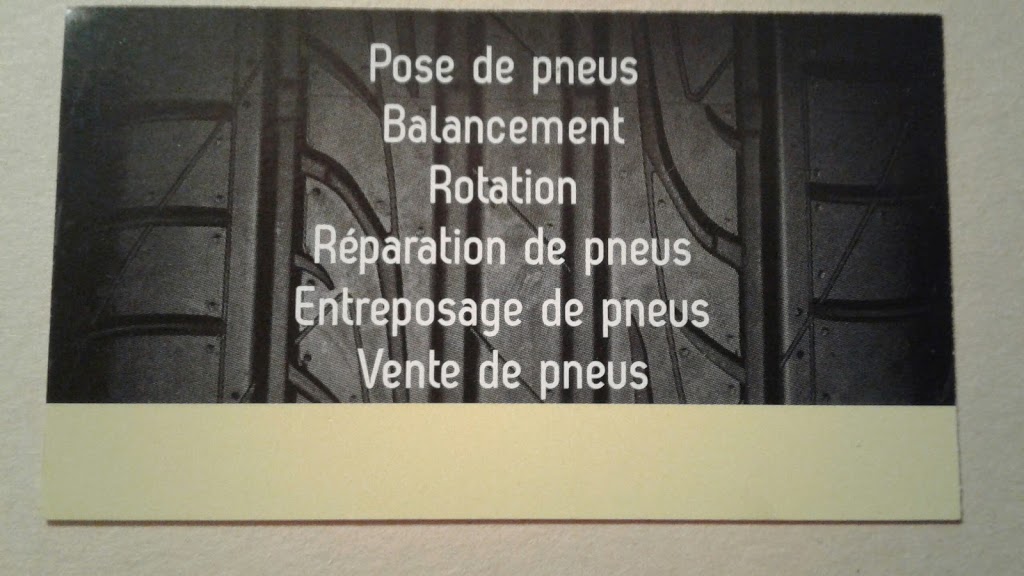 Pose de pneus
Balancement
Rotation
Réparation de pneus
Entreposage de pneus
Vente de pneus